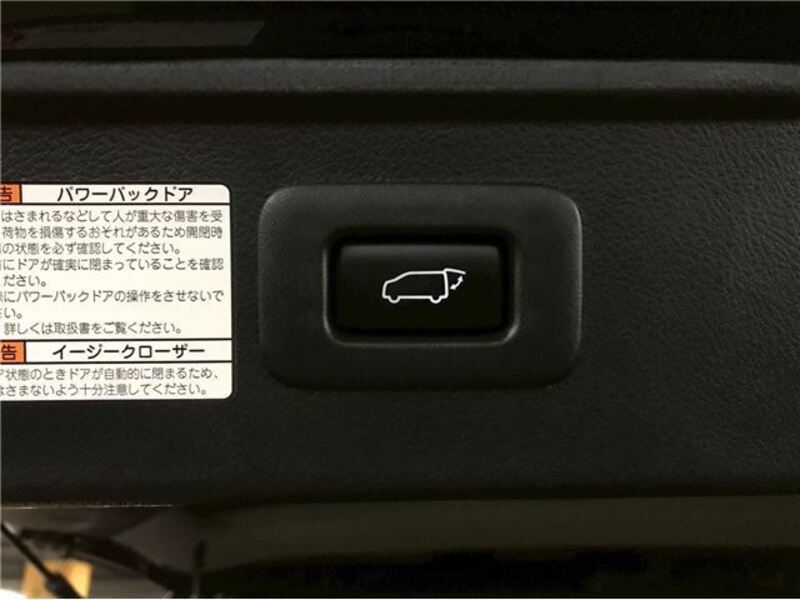 告 パワーバックドア
はさまれるなどして人が重大な傷害を受
荷物を損傷するおそれがあるため開閉時
の状態を必ず確認してください。
にドアが確実に閉まっていることを確認
ださい。
にパワーバックドアの操作をさせないで
い。
詳しくは取扱書をご覧ください。
告 イージークローザー
ア状態のときドアが自動的に閉まるため、
はさまないよう十分注意してください。